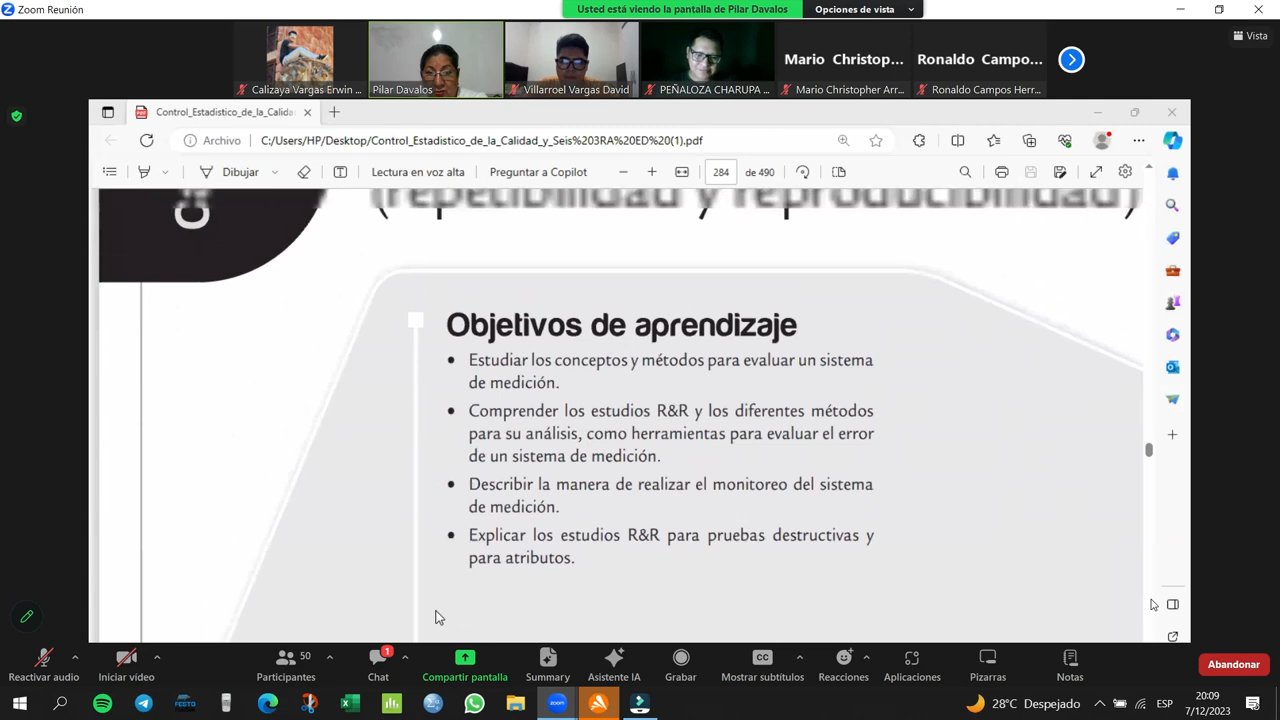 Zoom Reunión
Usted está viendo la pantalla de Pilar Davalos
Opciones de vista
Vista
Calizaya Vargas Erwin ...
Pilar Davalos
Villarroel Vargas David
PEÑALOZA CHARUPA ...
Mario Christop...
Mario Christopher Arr...
Ronaldo Campo...
Ronaldo Campos Herr...
Control_Estadistico_de_la_Calida
Archivo
C:/Users/HP/Desktop/Control_Estadistico_de_la_Calidad_y_Seis%203RA%20ED%20(1).pdf
Dibujar
Lectura en voz alta
Preguntar a Copilot
284
de 490
(repetibilidad y reproducibilidad)
Objetivos de aprendizaje
• Estudiar los conceptos y métodos para evaluar un sistema
de medición.
• Comprender los estudios R&R y los diferentes métodos
para su análisis, como herramientas para evaluar el error
de un sistema de medición.
• Describir la manera de realizar el monitoreo del sistema
de medición.
• Explicar los estudios R&R para pruebas destructivas y
para atributos.
Reactivar audio
Iniciar video
50
Participantes
1
Chat
Compartir pantalla
Summary
Asistente IA
Grabar
CC
Mostrar subtítulos
Reacciones
Aplicaciones
Pizarras
Notas
Abandonar
FESTO
zoom
28°C Despejado
ESP
20:09
7/12/2023